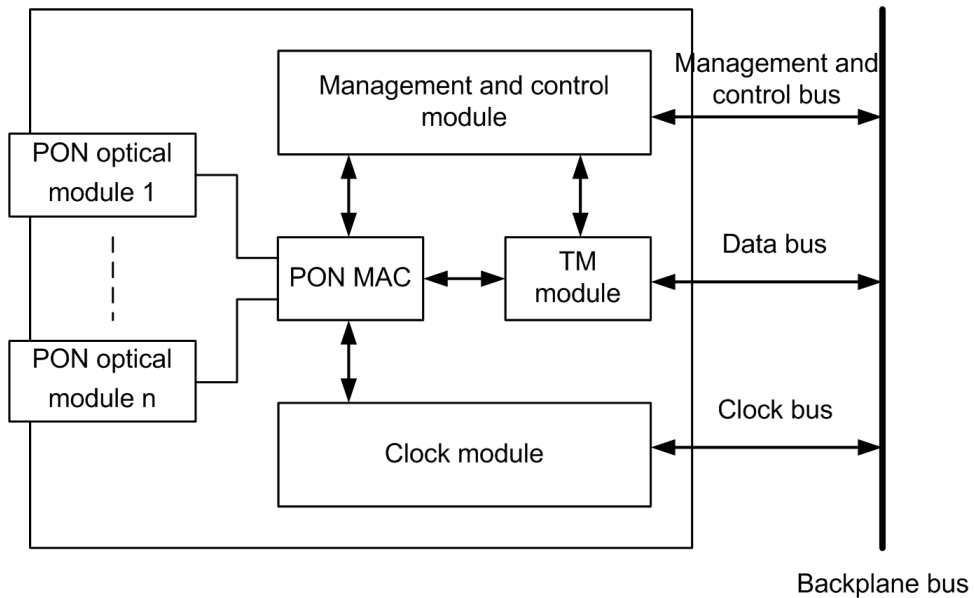 Management and control
module
Management and
control bus
PON optical
module 1
PON MAC
TM
module
Data bus
PON optical
module n
Clock module
Clock bus
Backplane bus